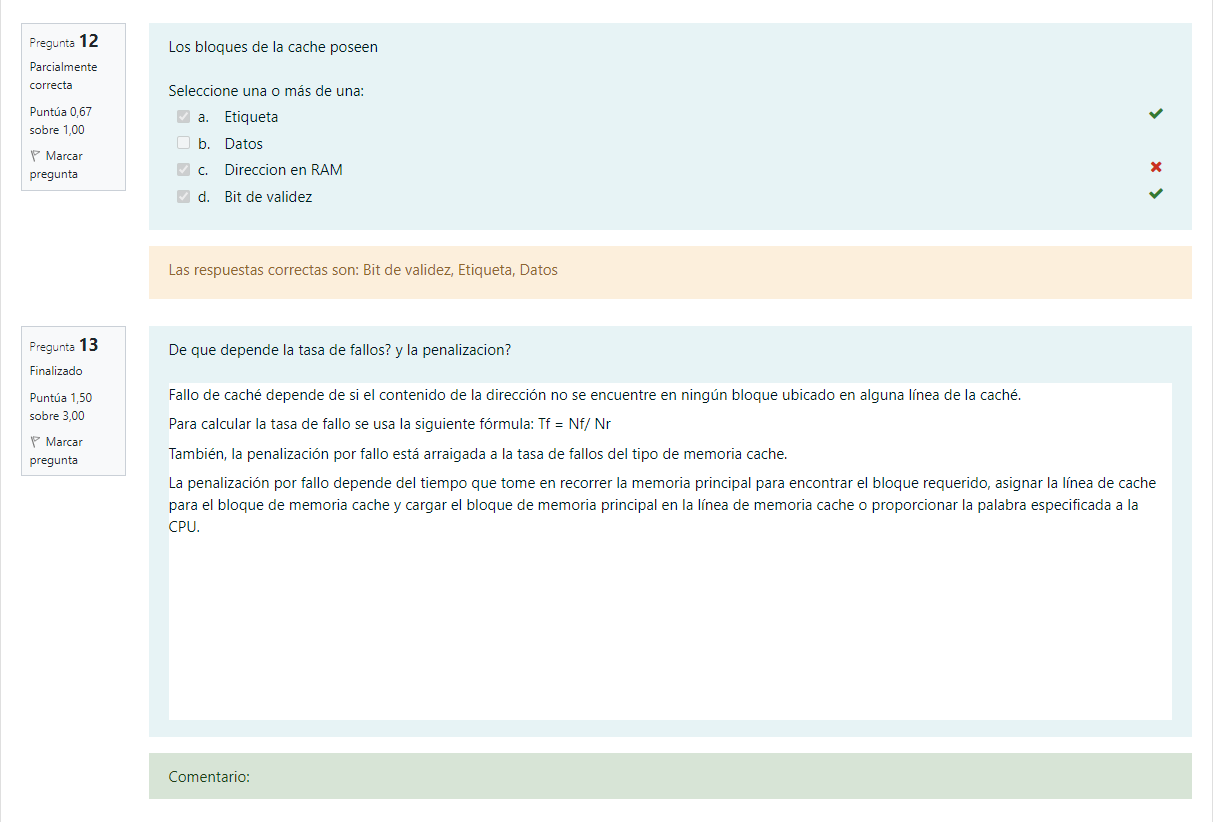 Pregunta 12
Parcialmente
correcta
Puntúa 0,67
sobre 1,00
Marcar
pregunta
Los bloques de la cache poseen
Seleccione una o más de una:
a. Etiqueta
b. Datos
c. Direccion en RAM
d. Bit de validez
Las respuestas correctas son: Bit de validez, Etiqueta, Datos
Pregunta 13
Finalizado
Puntúa 1,50
sobre 3,00
Marcar
pregunta
De que depende la tasa de fallos? y la penalizacion?
Fallo de caché depende de si el contenido de la dirección no se encuentre en ningún bloque ubicado en alguna línea de la caché.
Para calcular la tasa de fallo se usa la siguiente fórmula: Tf = Nf/ Nr
También, la penalización por fallo está arraigada a la tasa de fallos del tipo de memoria cache.
La penalización por fallo depende del tiempo que tome en recorrer la memoria principal para encontrar el bloque requerido, asignar la línea de cache
para el bloque de memoria cache y cargar el bloque de memoria principal en la línea de memoria cache o proporcionar la palabra especificada a la
CPU.
Comentario: